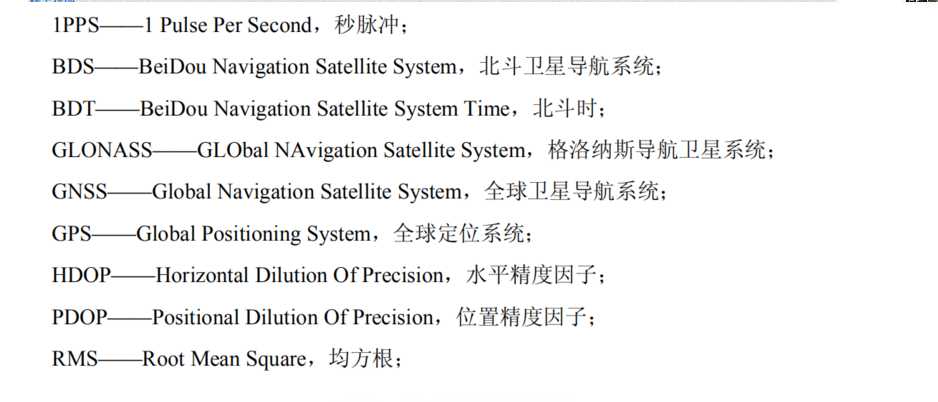 1PPS——1 Pulse Per Second，秒脉冲；
BDS——BeiDou Navigation Satellite System，北斗卫星导航系统；
BDT——BeiDou Navigation Satellite System Time，北斗时；
GLONASS——GLObal NAvigation Satellite System，格洛纳斯导航卫星系统；
GNSS——Global Navigation Satellite System，全球卫星导航系统；
GPS——Global Positioning System，全球定位系统；
HDOP——Horizontal Dilution Of Precision，水平精度因子；
PDOP——Positional Dilution Of Precision，位置精度因子；
RMS——Root Mean Square，均方根；